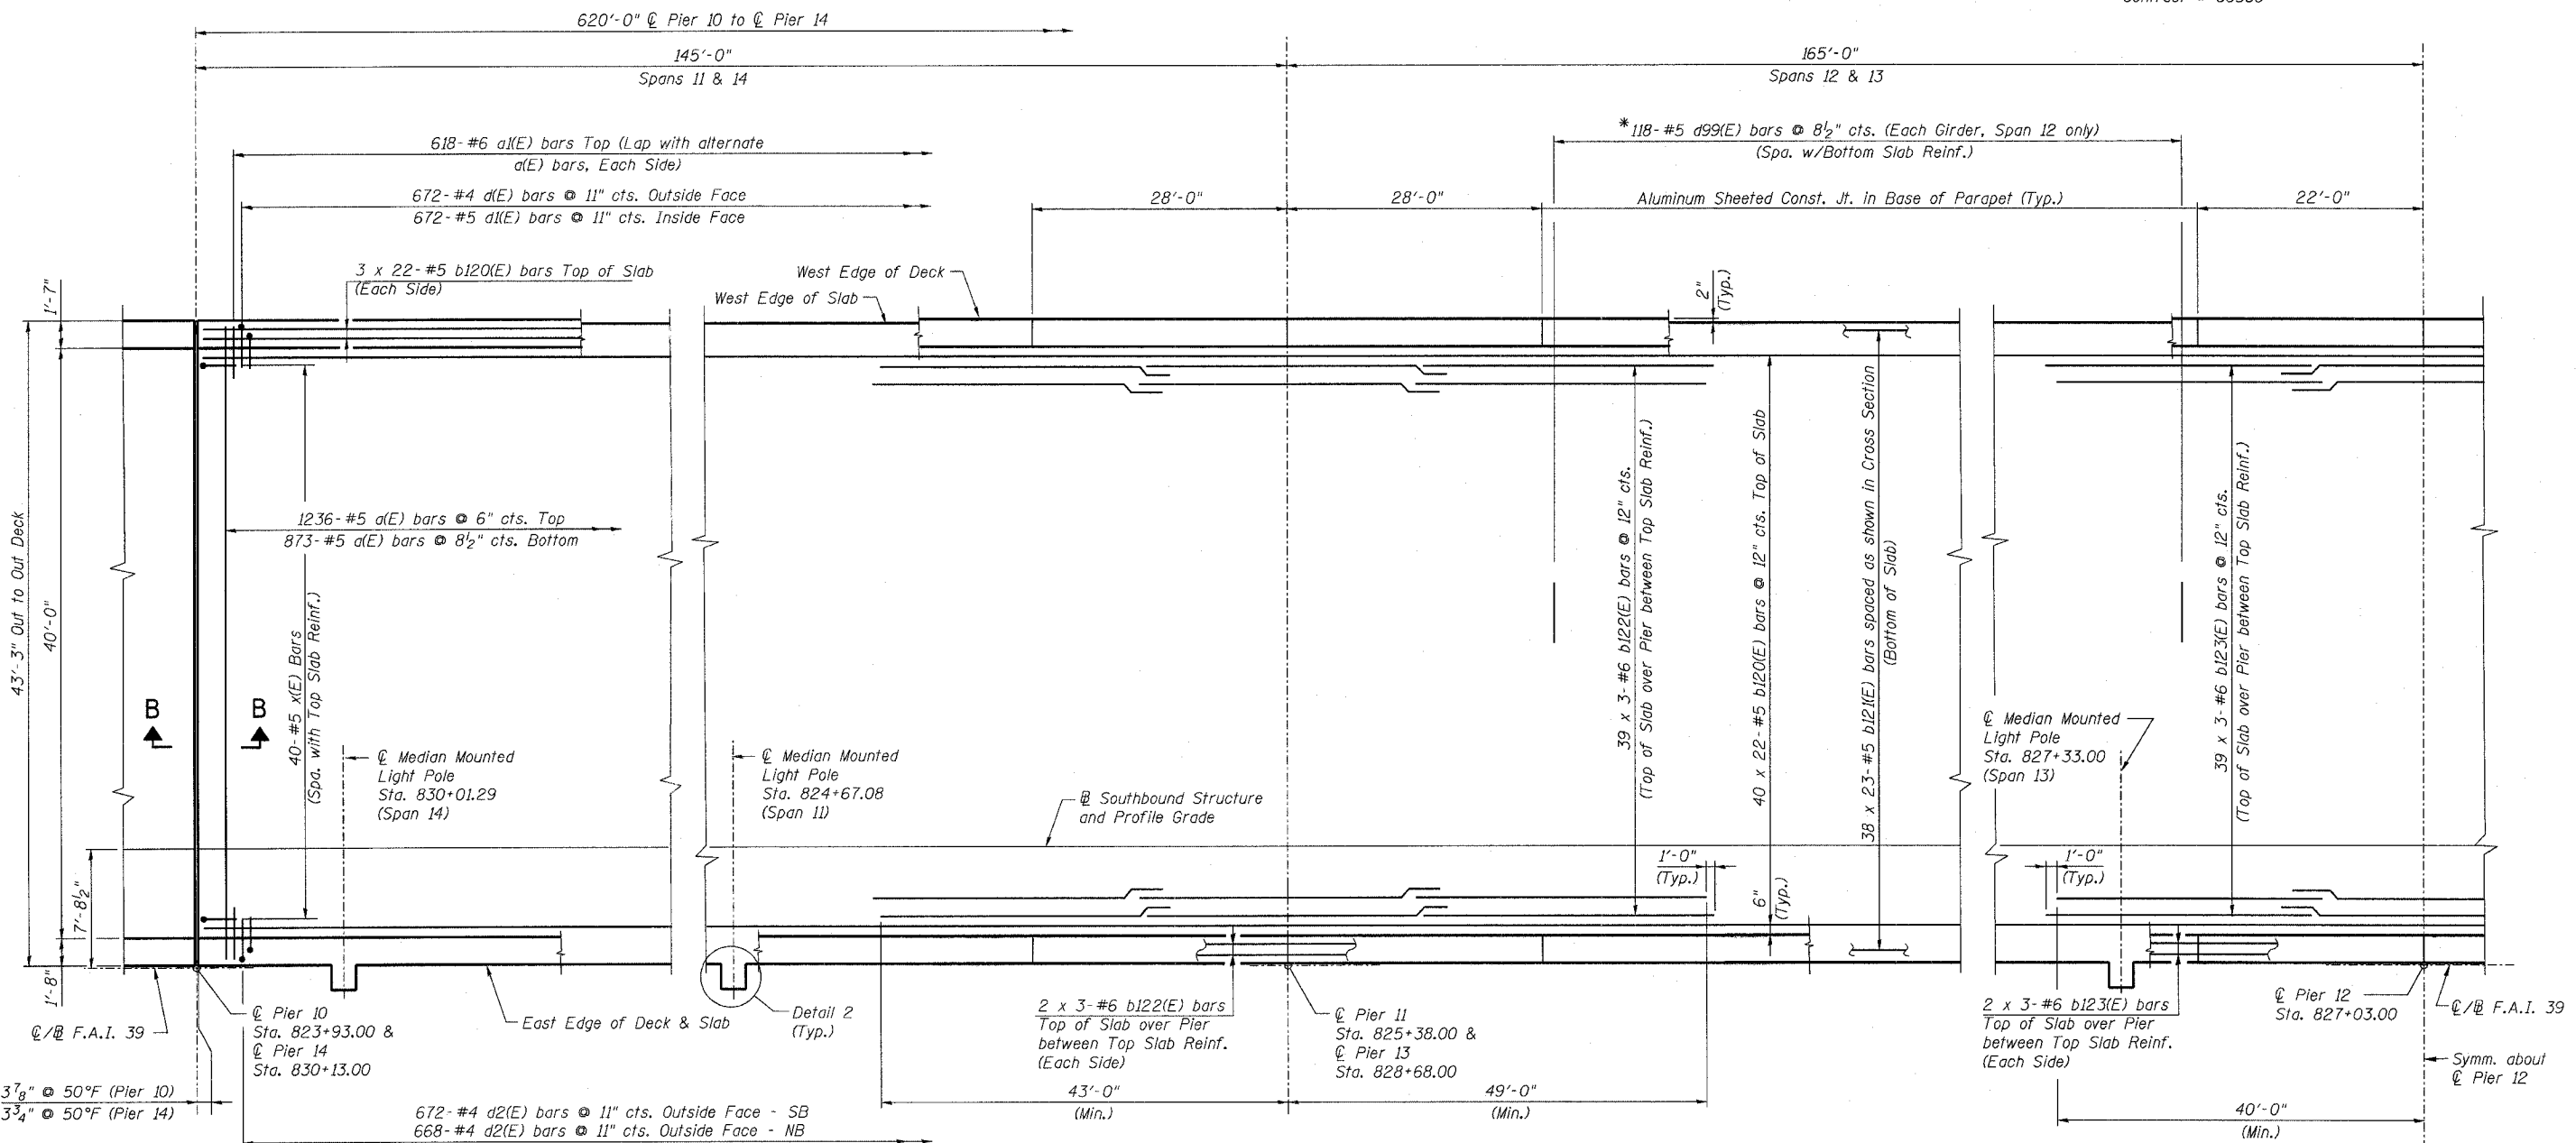 620'-0" ℄ Pier 10 to ℄ Pier 14
145'-0"
Spans 11 & 14
165'-0"
Spans 12 & 13
618-#6 a1(E) bars Top (Lap with alternate
a(E) bars, Each Side)
*118-#5 d99(E) bars @ 8½" cts. (Each Girder, Span 12 only)
(Spa. w/Bottom Slab Reinf.)
672-#4 d(E) bars @ 11" cts. Outside Face
672-#5 d1(E) bars @ 11" cts. Inside Face
28'-0"
28'-0"
Aluminum Sheeted Const. Jt. in Base of Parapet (Typ.)
22'-0"
3 x 22-#5 b120(E) bars Top of Slab
(Each Side)
West Edge of Deck
West Edge of Slab
2"
(Typ.)
1'-7"
43'-3" Out to Out Deck
40'-0"
1236-#5 a(E) bars @ 6" cts. Top
873-#5 a(E) bars @ 8½" cts. Bottom
40-#5 x(E) Bars
(Spa. with Top Slab Reinf.)
39 x 3-#6 b122(E) bars @ 12" cts.
(Top of Slab over Pier between Top Slab Reinf.)
40 x 22-#5 b120(E) bars @ 12" cts. Top of Slab
38 x 23-#5 b121(E) bars spaced as shown in Cross Section
(Bottom of Slab)
39 x 3-#6 b123(E) bars @ 12" cts.
(Top of Slab over Pier between Top Slab Reinf.)
B
B
℄ Median Mounted
Light Pole
Sta. 830+01.29
(Span 14)
℄ Median Mounted
Light Pole
Sta. 824+67.08
(Span 11)
℄ Median Mounted
Light Pole
Sta. 827+33.00
(Span 13)
⅊ Southbound Structure
and Profile Grade
7'-8½"
1'-0"
(Typ.)
6"
(Typ.)
1'-0"
(Typ.)
1'-8"
℄/⅊ F.A.I. 39
℄ Pier 10
Sta. 823+93.00 &
℄ Pier 14
Sta. 830+13.00
East Edge of Deck & Slab
Detail 2
(Typ.)
2 x 3-#6 b122(E) bars
Top of Slab over Pier
between Top Slab Reinf.
(Each Side)
℄ Pier 11
Sta. 825+38.00 &
℄ Pier 13
Sta. 828+68.00
2 x 3-#6 b123(E) bars
Top of Slab over Pier
between Top Slab Reinf.
(Each Side)
℄ Pier 12
Sta. 827+03.00
℄/⅊ F.A.I. 39
Symm. about
℄ Pier 12
3⅞" @ 50°F (Pier 10)
3¾" @ 50°F (Pier 14)
43'-0"
(Min.)
49'-0"
(Min.)
40'-0"
(Min.)
672-#4 d2(E) bars @ 11" cts. Outside Face - SB
668-#4 d2(E) bars @ 11" cts. Outside Face - NB